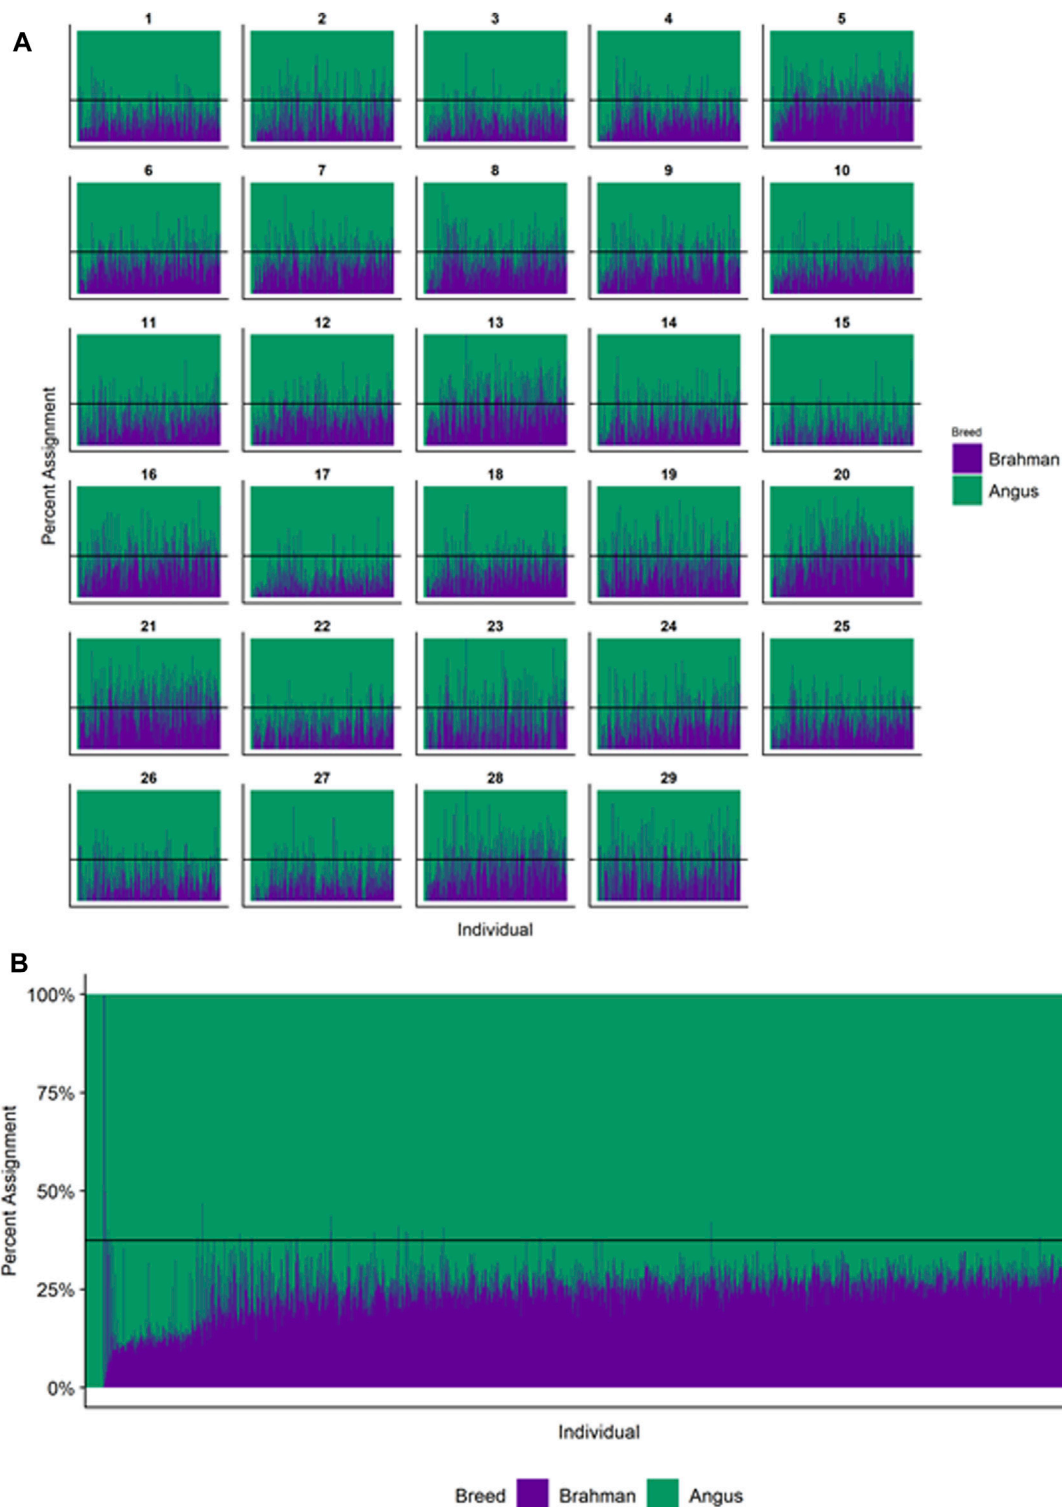 A
1 2 3 4 5
6 7 8 9 10
11 12 13 14 15
16 17 18 19 20
21 22 23 24 25
26 27 28 29
Percent Assignment
Individual
Breed
Brahman
Angus
B
100%
75%
50%
25%
0%
Percent Assignment
Individual
Breed Brahman Angus